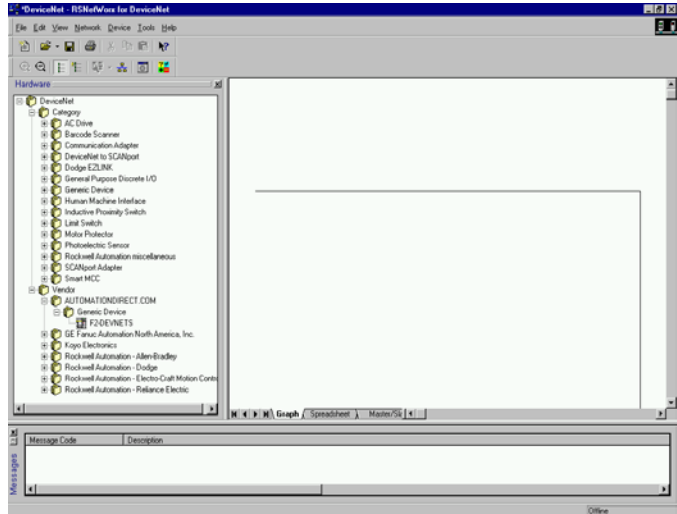 *DeviceNet - RSNetWorx for DeviceNet
File Edit View Network Device Tools Help
Hardware
DeviceNet
Category
AC Drive
Barcode Scanner
Communication Adapter
DeviceNet to SCANport
Dodge EZLINK
General Purpose Discrete I/O
Generic Device
Human Machine Interface
Inductive Proximity Switch
Limit Switch
Motor Protector
Photoelectric Sensor
Rockwell Automation miscellaneous
SCANport Adapter
Smart MCC
Vendor
AUTOMATIONDIRECT.COM
Generic Device
F2-DEVNETS
GE Fanuc Automation North America, Inc.
Koyo Electronics
Rockwell Automation - Allen-Bradley
Rockwell Automation - Dodge
Rockwell Automation - Electro-Craft Motion Contr
Rockwell Automation - Reliance Electric
Graph Spreadsheet Master/Sl
Messages
Message Code Description
Offline